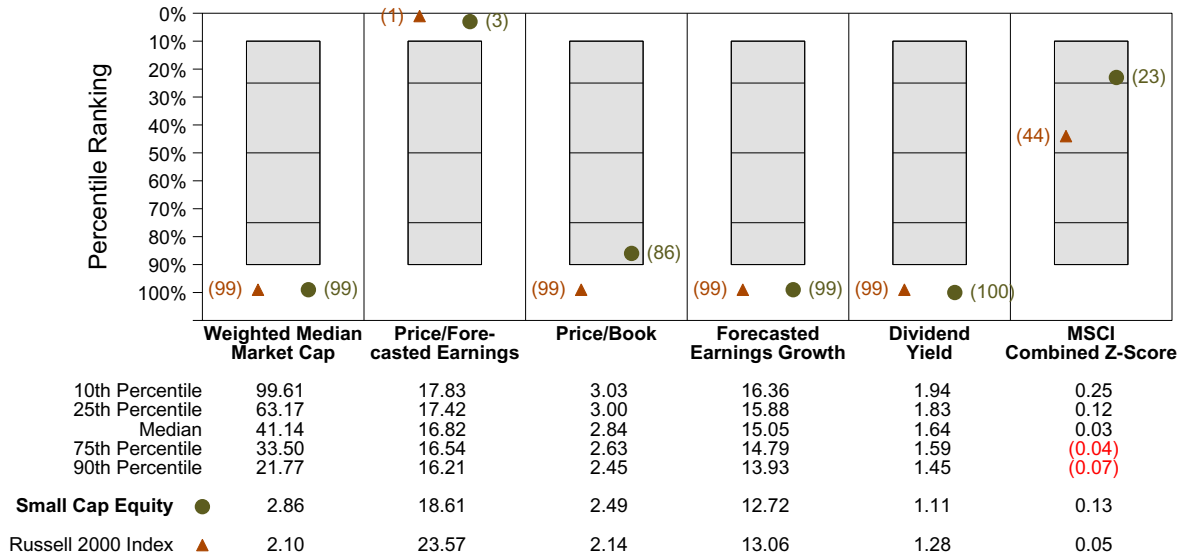 Percentile Ranking
0%
10%
20%
30%
40%
50%
60%
70%
80%
90%
100%
(1) (3)
(23)
(44)
(86)
(99) (99) (99) (99) (99) (99) (100)
Weighted Median Market Cap
Price/Fore-casted Earnings
Price/Book
Forecasted Earnings Growth
Dividend Yield
MSCI Combined Z-Score
10th Percentile 99.61 17.83 3.03 16.36 1.94 0.25
25th Percentile 63.17 17.42 3.00 15.88 1.83 0.12
Median 41.14 16.82 2.84 15.05 1.64 0.03
75th Percentile 33.50 16.54 2.63 14.79 1.59 (0.04)
90th Percentile 21.77 16.21 2.45 13.93 1.45 (0.07)
Small Cap Equity 2.86 18.61 2.49 12.72 1.11 0.13
Russell 2000 Index 2.10 23.57 2.14 13.06 1.28 0.05